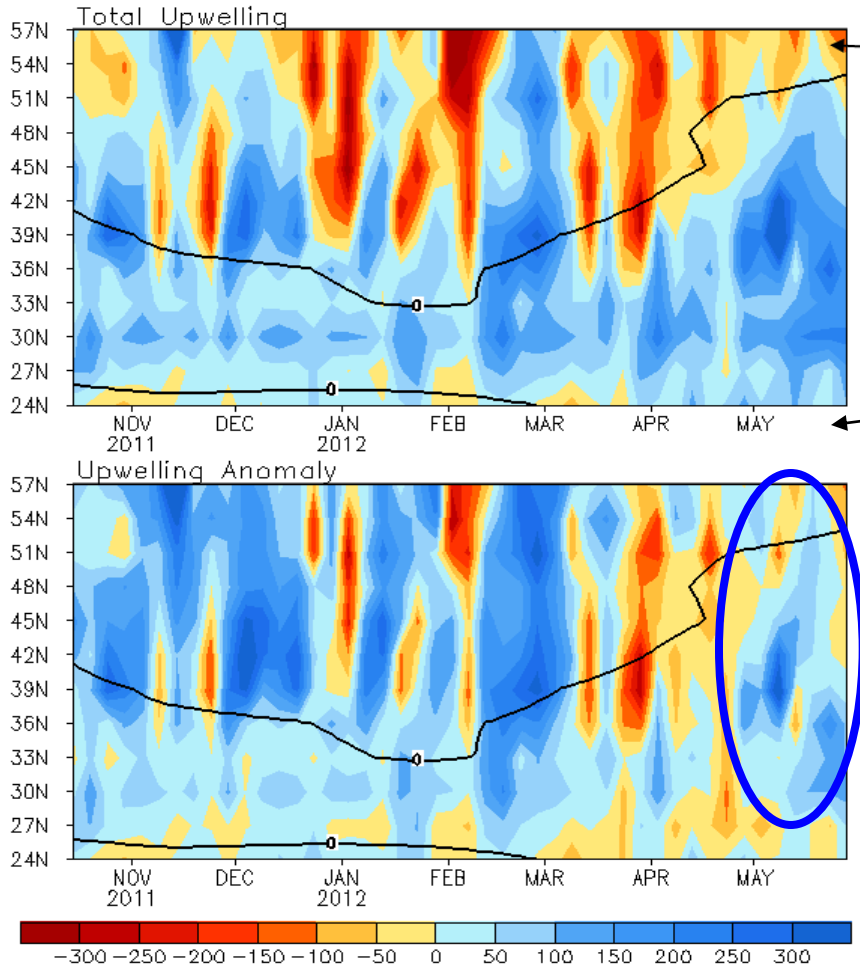 Total Upwelling
57N
54N
51N
48N
45N
42N
39N
36N
33N
30N
27N
24N
0
0
NOV DEC JAN FEB MAR APR MAY
2011 2012
Upwelling Anomaly
57N
54N
51N
48N
45N
42N
39N
36N
33N
30N
27N
24N
0
0
NOV DEC JAN FEB MAR APR MAY
2011 2012
-300 -250 -200 -150 -100 -50 0 50 100 150 200 250 300